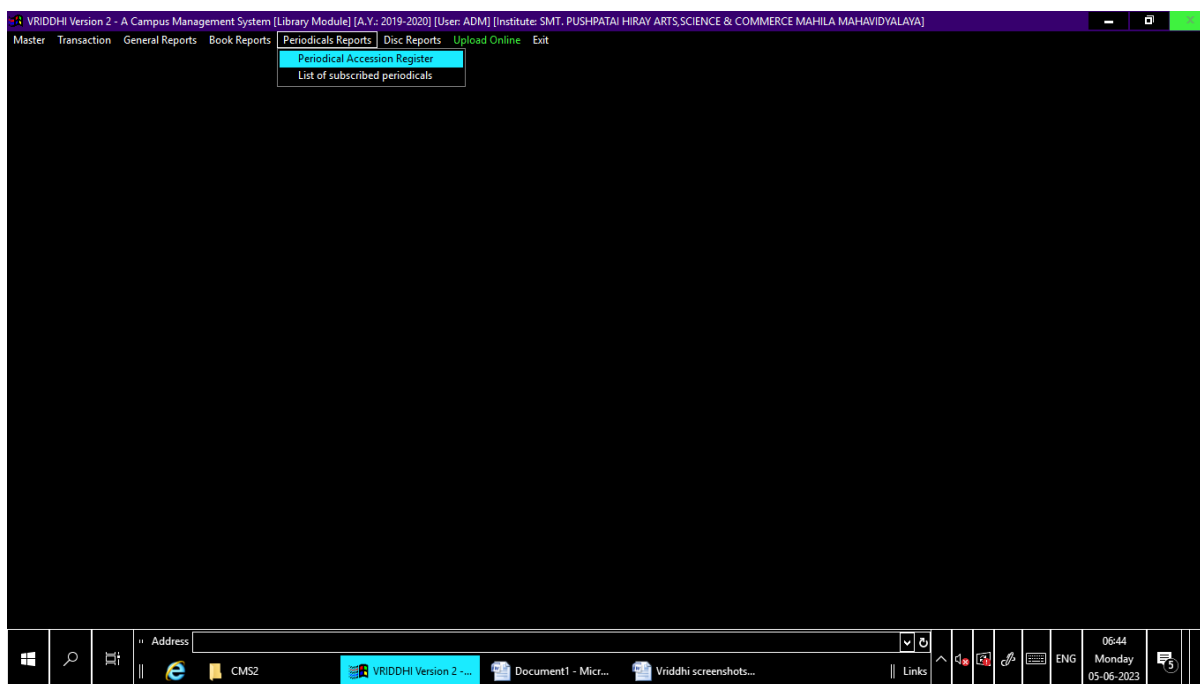 VRIDDHI Version 2 - A Campus Management System [Library Module] [A.Y.: 2019-2020] [User: ADM] [Institute: SMT. PUSHPATAI HIRAY ARTS,SCIENCE & COMMERCE MAHILA MAHAVIDYALAYA]
Master Transaction General Reports Book Reports Periodicals Reports Disc Reports Upload Online Exit
Periodical Accession Register
List of subscribed periodicals
Address
06:44
CMS2 VRIDDHI Version 2 -... Document1 - Micr... Vriddhi screenshots... Links ENG Monday 5
05-06-2023